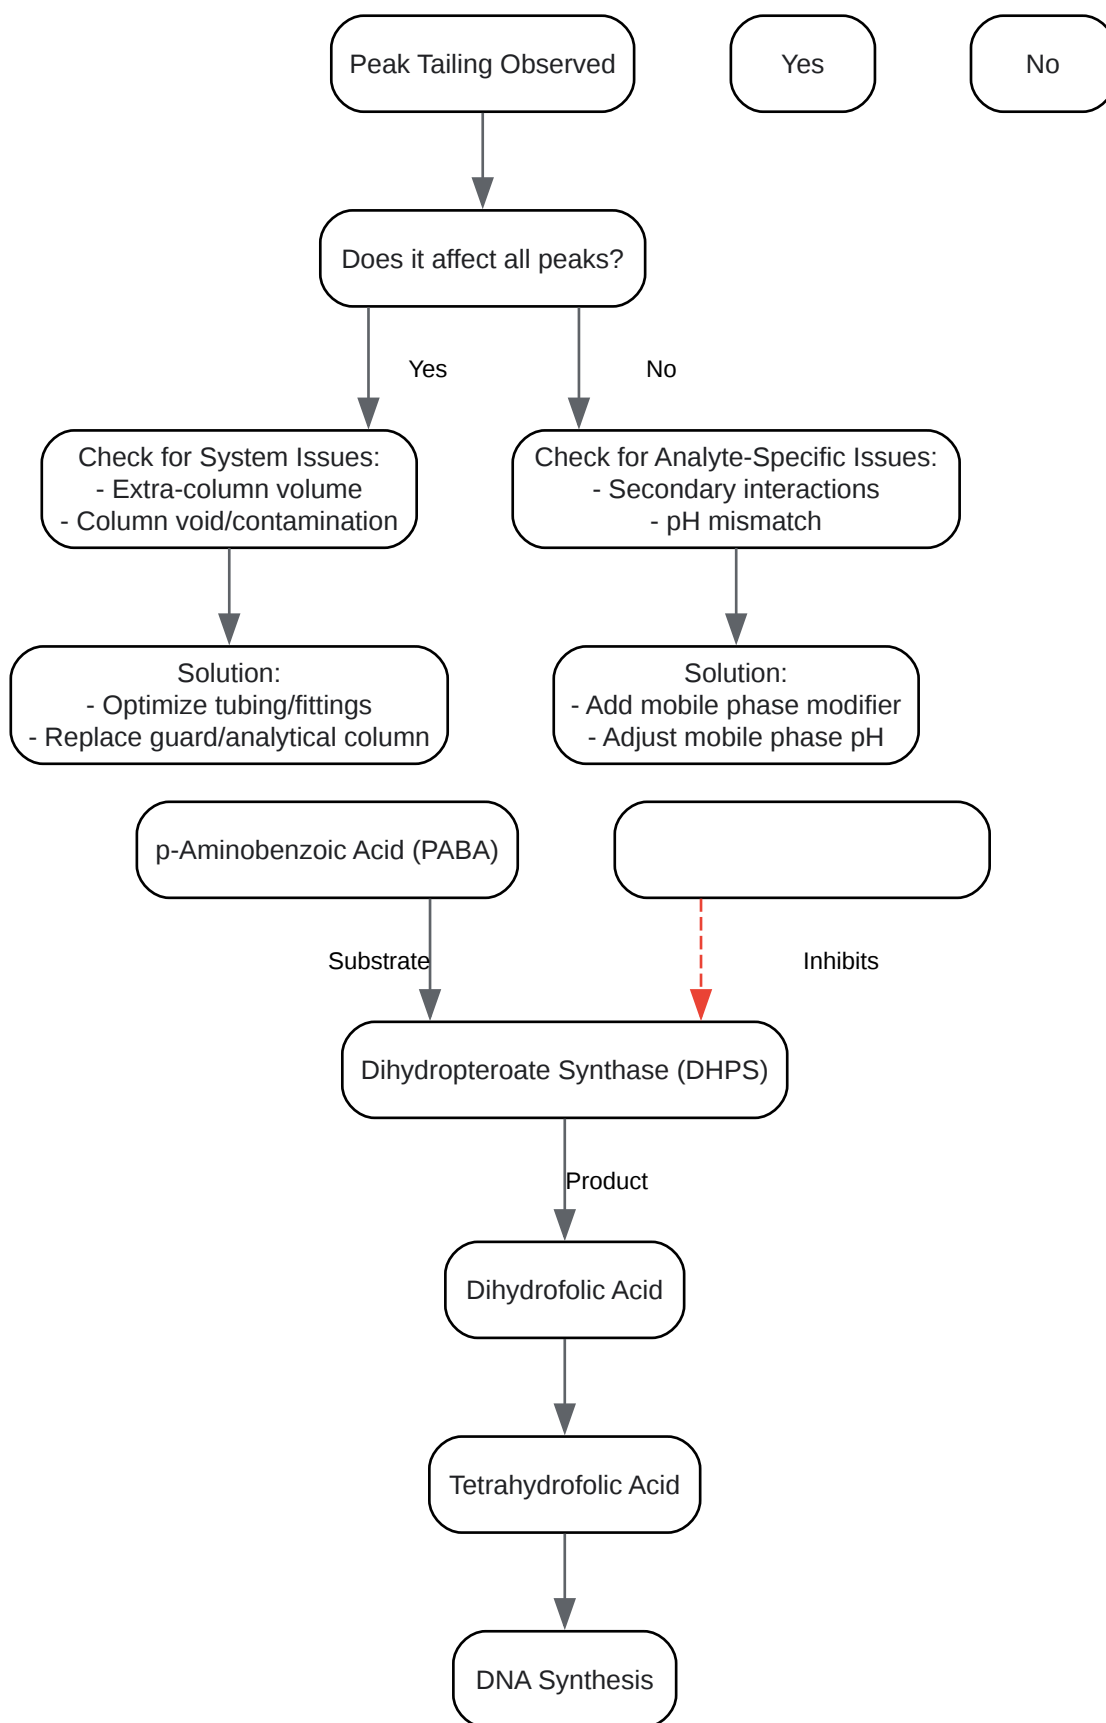 Peak Tailing Observed
Yes
No
Does it affect all peaks?
Yes
No
Check for System Issues:
- Extra-column volume
- Column void/contamination
Check for Analyte-Specific Issues:
- Secondary interactions
- pH mismatch
Solution:
- Optimize tubing/fittings
- Replace guard/analytical column
Solution:
- Add mobile phase modifier
- Adjust mobile phase pH
p-Aminobenzoic Acid (PABA)
Substrate
Inhibits
Dihydropteroate Synthase (DHPS)
Product
Dihydrofolic Acid
Tetrahydrofolic Acid
DNA Synthesis